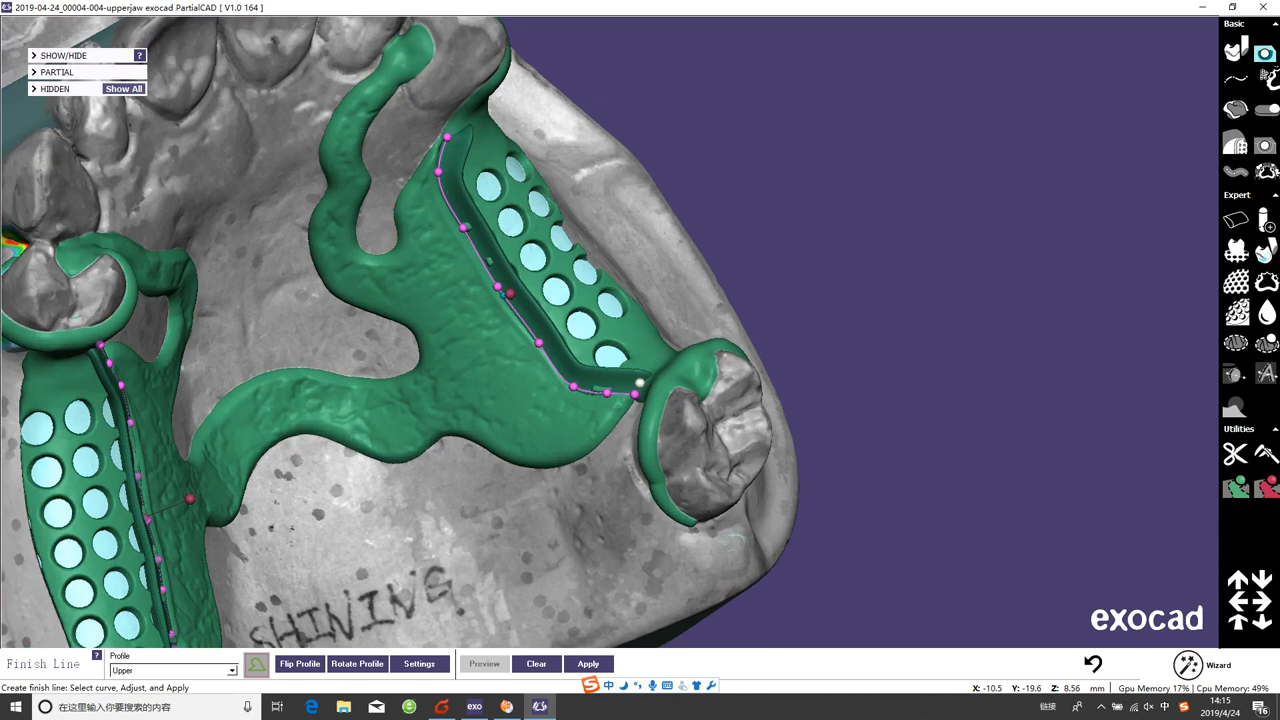 2019-04-24_00004-004-upperjaw exocad PartialCAD [ V1.0 164 ]
SHOW/HIDE ?
PARTIAL
HIDDEN Show All
Basic
Expert
Utilities
SHINING
exocad
Finish Line ?
Profile
Upper
Flip Profile
Rotate Profile
Settings
Preview
Clear
Apply
Wizard
Create finish line: Select curve, Adjust, and Apply
X: -10.5 Y: -19.6 Z: 8.56 mm
Gpu Memory 17% | Cpu Memory: 49%
中
在这里输入你要搜索的内容
exo
链接
中
14:15
2019/4/24
16